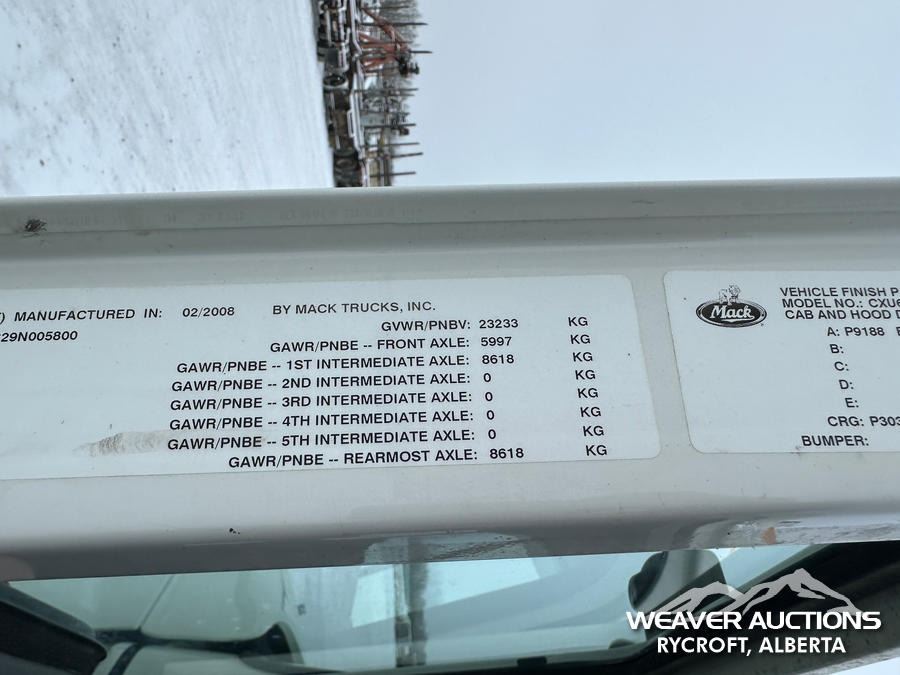 ) MANUFACTURED IN: 02/2008 BY MACK TRUCKS, INC.
29N005800
GVWR/PNBV: 23233 KG
GAWR/PNBE -- FRONT AXLE: 5997 KG
GAWR/PNBE -- 1ST INTERMEDIATE AXLE: 8618 KG
GAWR/PNBE -- 2ND INTERMEDIATE AXLE: 0 KG
GAWR/PNBE -- 3RD INTERMEDIATE AXLE: 0 KG
GAWR/PNBE -- 4TH INTERMEDIATE AXLE: 0 KG
GAWR/PNBE -- 5TH INTERMEDIATE AXLE: 0 KG
GAWR/PNBE -- REARMOST AXLE: 8618 KG
Mack
VEHICLE FINISH P
MODEL NO.: CXU6
CAB AND HOOD D
A: P9188
B:
C:
D:
E:
CRG: P303
BUMPER:
WEAVER AUCTIONS
RYCROFT, ALBERTA